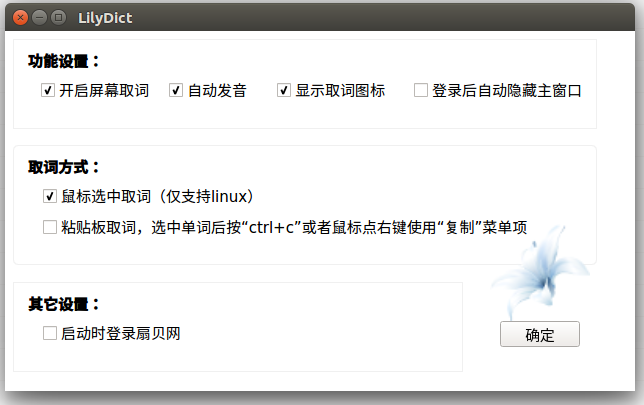 LilyDict
功能设置：
开启屏幕取词 自动发音 显示取词图标 登录后自动隐藏主窗口
取词方式：
鼠标选中取词（仅支持linux）
粘贴板取词，选中单词后按“ctrl+c”或者鼠标点右键使用“复制”菜单项
其它设置：
启动时登录扇贝网
确定